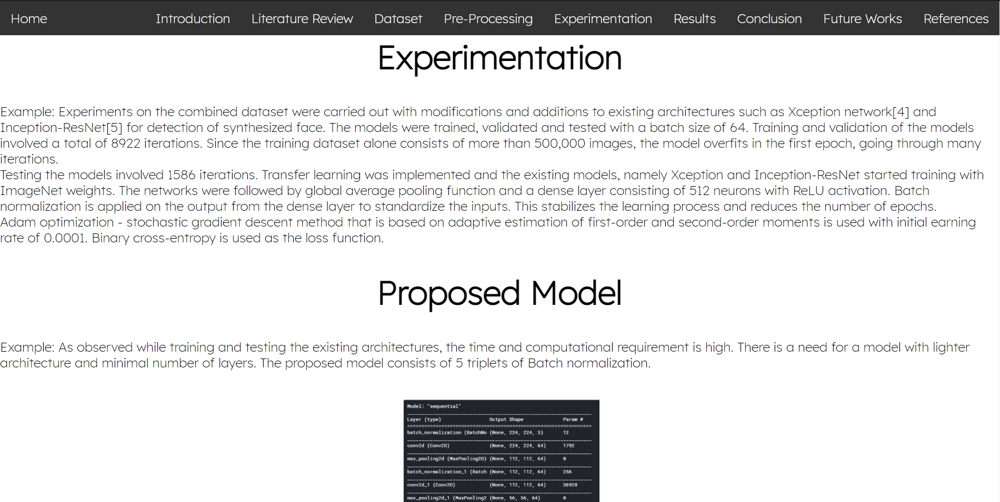 Home Introduction Literature Review Dataset Pre-Processing Experimentation Results Conclusion Future Works References
Experimentation
Example: Experiments on the combined dataset were carried out with modifications and additions to existing architectures such as Xception network[4] and
Inception-ResNet[5] for detection of synthesized face. The models were trained, validated and tested with a batch size of 64. Training and validation of the models
involved a total of 8922 iterations. Since the training dataset alone consists of more than 500,000 images, the model overfits in the first epoch, going through many
iterations.
Testing the models involved 1586 iterations. Transfer learning was implemented and the existing models, namely Xception and Inception-ResNet started training with
ImageNet weights. The networks were followed by global average pooling function and a dense layer consisting of 512 neurons with ReLU activation. Batch
normalization is applied on the output from the dense layer to standardize the inputs. This stabilizes the learning process and reduces the number of epochs.
Adam optimization - stochastic gradient descent method that is based on adaptive estimation of first-order and second-order moments is used with initial earning
rate of 0.0001. Binary cross-entropy is used as the loss function.
Proposed Model
Example: As observed while training and testing the existing architectures, the time and computational requirement is high. There is a need for a model with lighter
architecture and minimal number of layers. The proposed model consists of 5 triplets of Batch normalization.
Model: "sequential"
Layer (type) Output Shape Param #
batch_normalization (BatchNo (None, 224, 224, 3) 12
conv2d (Conv2D) (None, 224, 224, 64) 1792
max_pooling2d (MaxPooling2D) (None, 112, 112, 64) 0
batch_normalization_1 (Batch (None, 112, 112, 64) 256
conv2d_1 (Conv2D) (None, 112, 112, 64) 36928
max_pooling2d_1 (MaxPooling2 (None, 56, 56, 64) 0